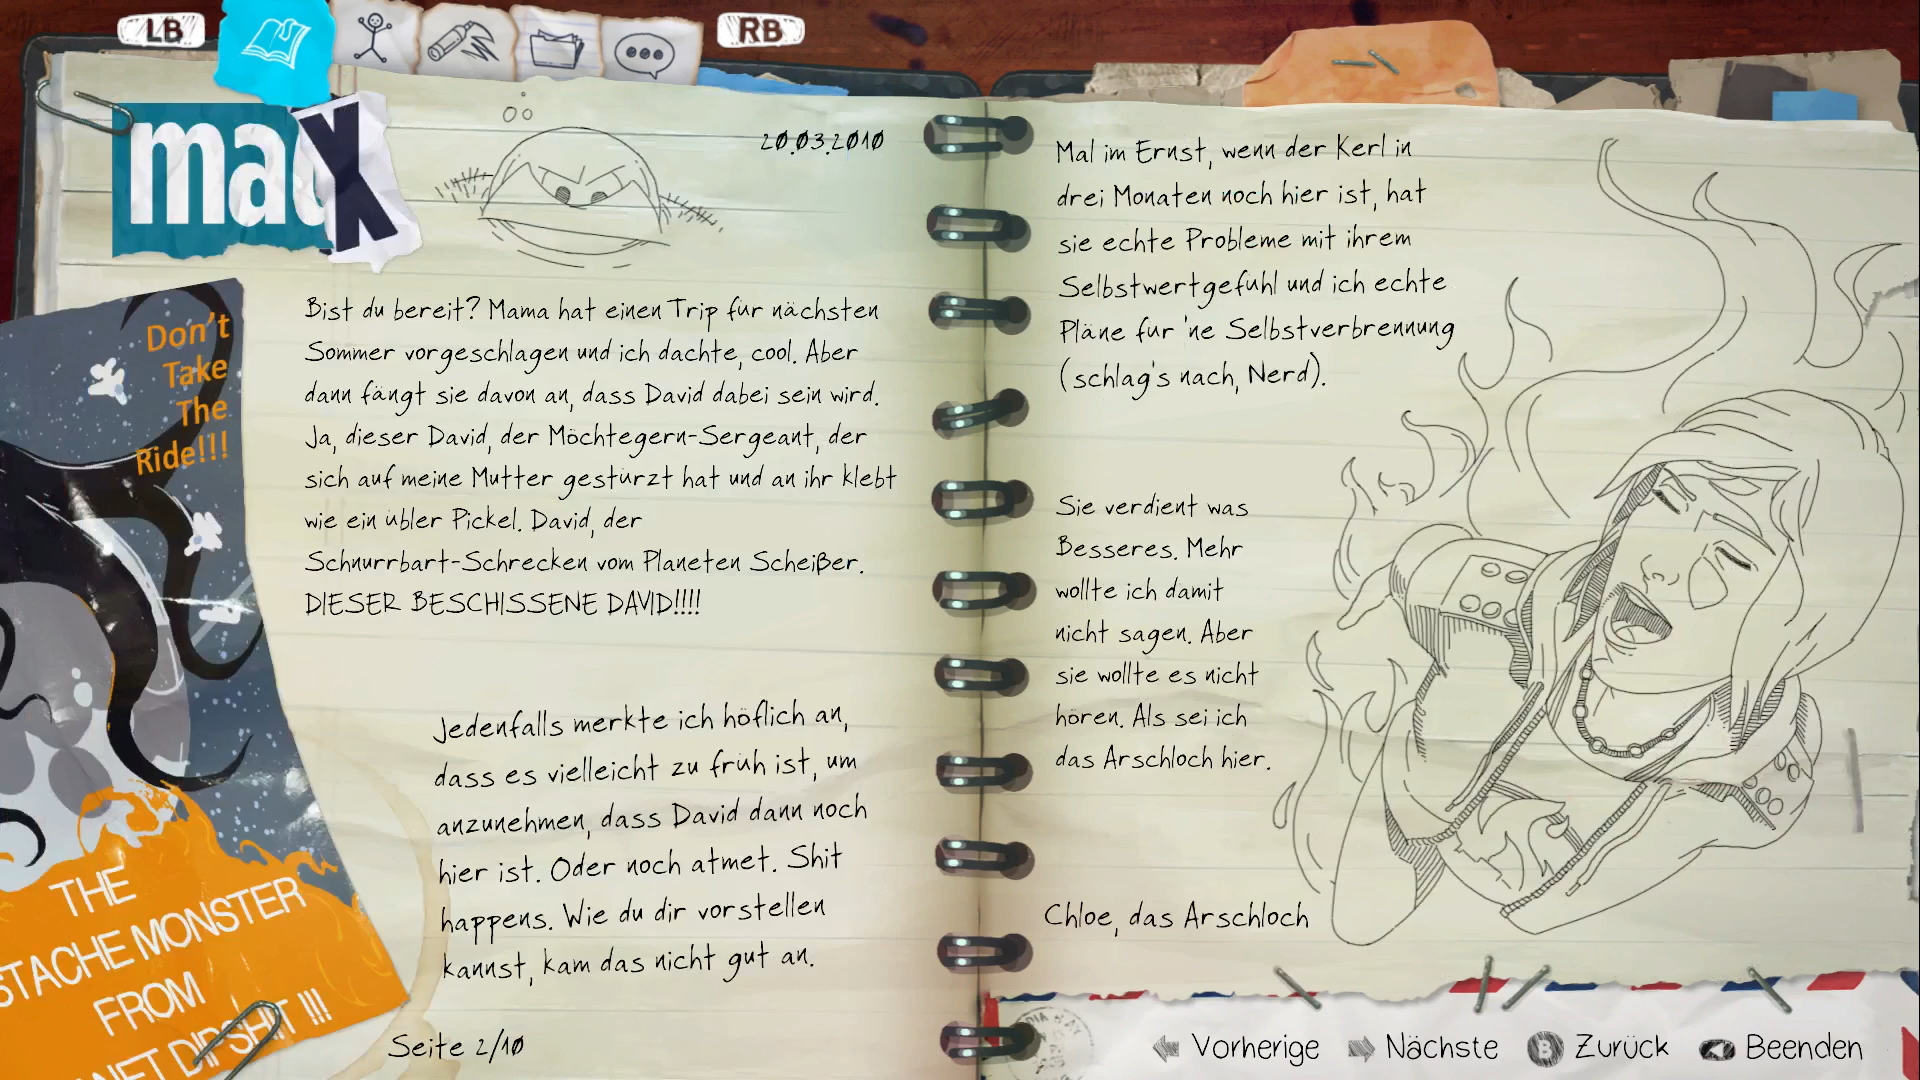 LB
RB
maX
20.03.2010
Don't
Take
The
Ride!!!
Bist du bereit? Mama hat einen Trip fur nächsten
Sommer vorgeschlagen und ich dachte, cool. Aber
dann fängt sie davon an, dass David dabei sein wird.
Ja, dieser David, der Möchtegern-Sergeant, der
sich auf meine Mutter gesturzt hat und an ihr klebt
wie ein ubler Pickel. David, der
Schnurrbart-Schrecken vom Planeten Scheißer.
DIESER BESCHISSENE DAVID!!!!
Jedenfalls merkte ich höflich an,
dass es vielleicht zu fruh ist, um
anzunehmen, dass David dann noch
hier ist. Oder noch atmet. Shit
happens. Wie du dir vorstellen
kannst, kam das nicht gut an.
THE
STACHE MONSTER
FROM
NET DIPSHIT !!!
Seite 2/10
Mal im Ernst, wenn der Kerl in
drei Monaten noch hier ist, hat
sie echte Probleme mit ihrem
Selbstwertgefuhl und ich echte
Pläne fur 'ne Selbstverbrennung
(schlag's nach, Nerd).
Sie verdient was
Besseres. Mehr
wollte ich damit
nicht sagen. Aber
sie wollte es nicht
hören. Als sei ich
das Arschloch hier.
Chloe, das Arschloch
Vorherige
Nächste
B Zurück
Beenden